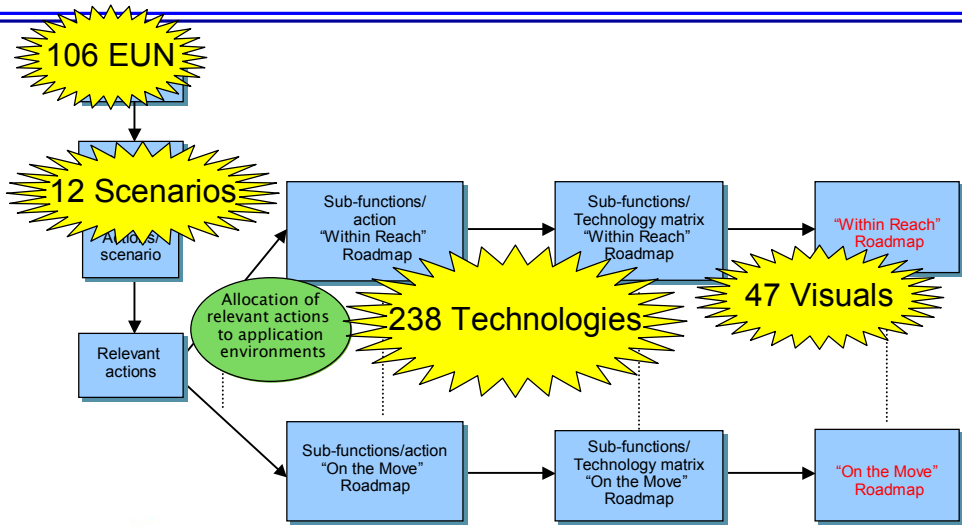 106 EUN
12 Scenarios
Actions/
scenario
Sub-functions/
action
“Within Reach”
Roadmap
Sub-functions/
Technology matrix
“Within Reach”
Roadmap
“Within Reach”
Roadmap
Allocation of
relevant actions
to application
environments
238 Technologies
47 Visuals
Relevant
actions
Sub-functions/action
“On the Move”
Roadmap
Sub-functions/
Technology matrix
“On the Move”
Roadmap
“On the Move”
Roadmap